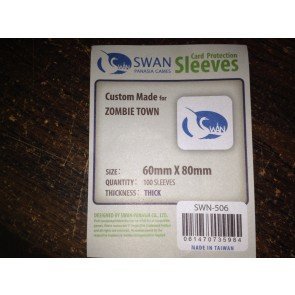 SWAN
PANASIA GAMES
Card Protection
Sleeves
Custom Made for
ZOMBIE TOWN
SWAN
SIZE: 60mm X 80mm
QUANTITY: 100 SLEEVES
THICKNESS: THICK
DESIGNED BY SWAN PANASIA CO., LTD.
SWN-506
061470735984
MADE IN TAIWAN